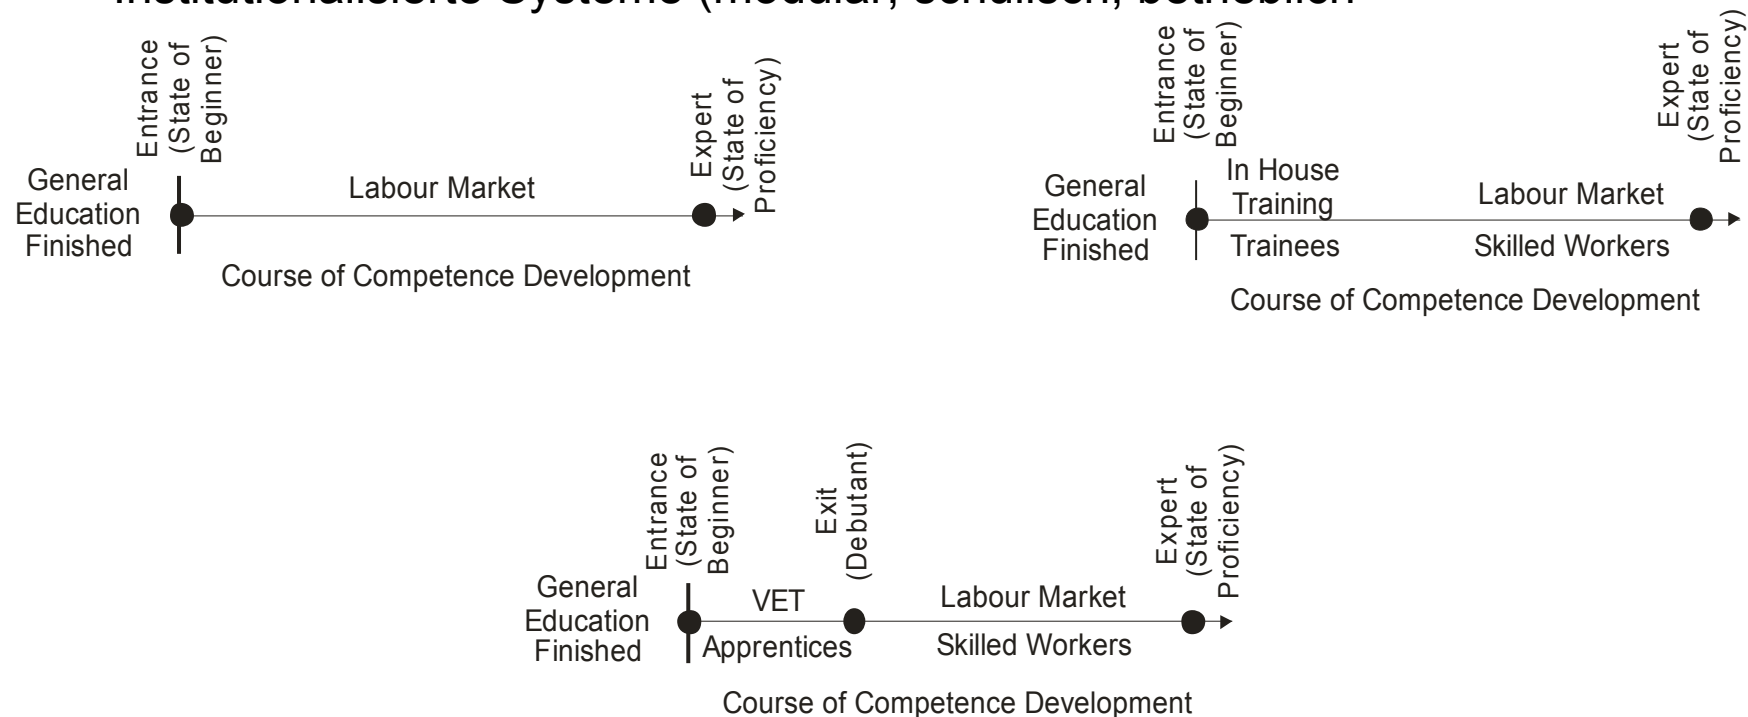 Institutionalisierte Systeme (modular, schulisch, betrieblich
Entrance
(State of
Beginner)
Expert
(State of
Proficiency)
General
Education
Finished
Labour Market
Course of Competence Development
Entrance
(State of
Beginner)
Expert
(State of
Proficiency)
General
Education
Finished
In House
Training
Trainees
Labour Market
Skilled Workers
Course of Competence Development
Entrance
(State of
Beginner)
Exit
(Debutant)
Expert
(State of
Proficiency)
General
Education
Finished
VET
Apprentices
Labour Market
Skilled Workers
Course of Competence Development